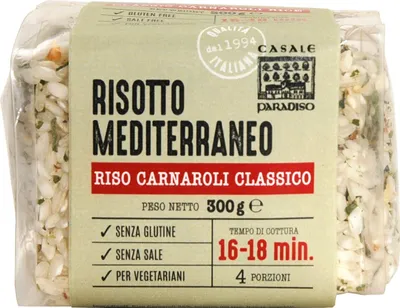 ✓ GLUTEN FREE
✓ SALT FREE
QUALITÀ
dal 1994
ITALIANA
CASALE
PARADISO
RISOTTO
MEDITERRANEO
RISO CARNAROLI CLASSICO
PESO NETTO 300 g ℮
✓ SENZA GLUTINE
✓ SENZA SALE
✓ PER VEGETARIANI
TEMPO DI COTTURA
16-18 min.
4 PORZIONI